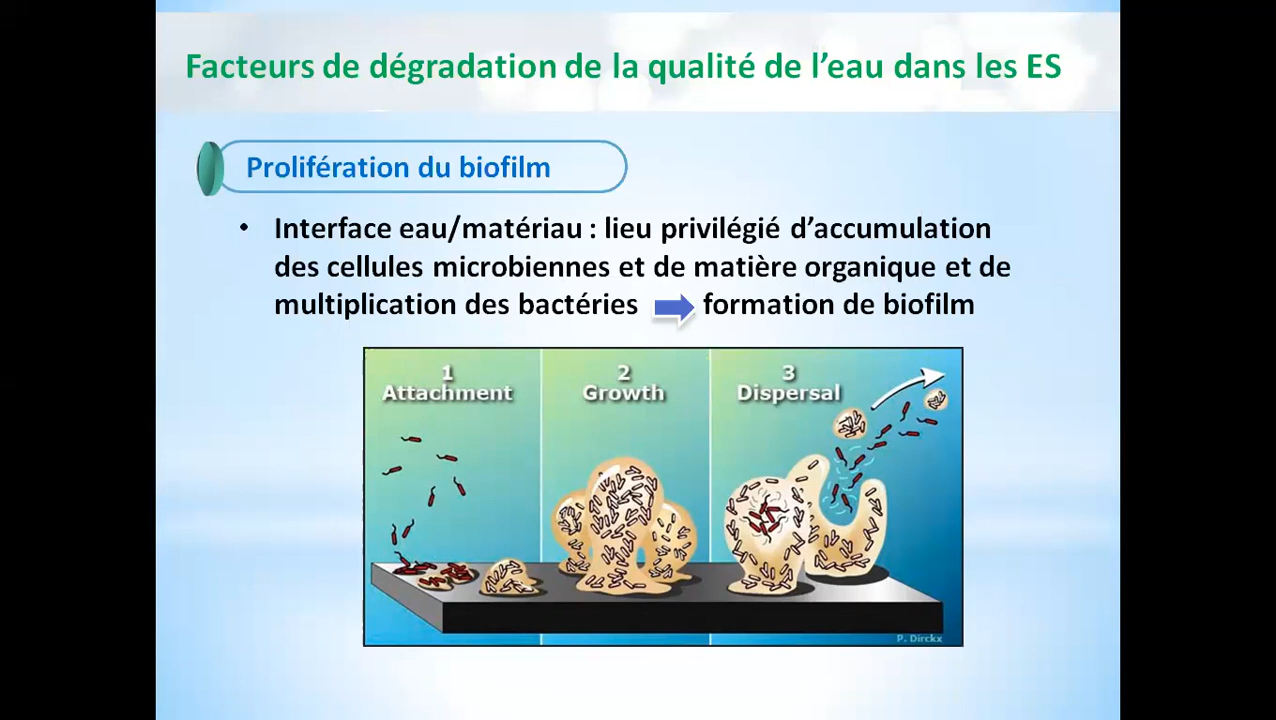 Facteurs de dégradation de la qualité de l’eau dans les ES
Prolifération du biofilm
• Interface eau/matériau : lieu privilégié d’accumulation
des cellules microbiennes et de matière organique et de
multiplication des bactéries formation de biofilm
1
Attachment
2
Growth
3
Dispersal
P. Dirckx